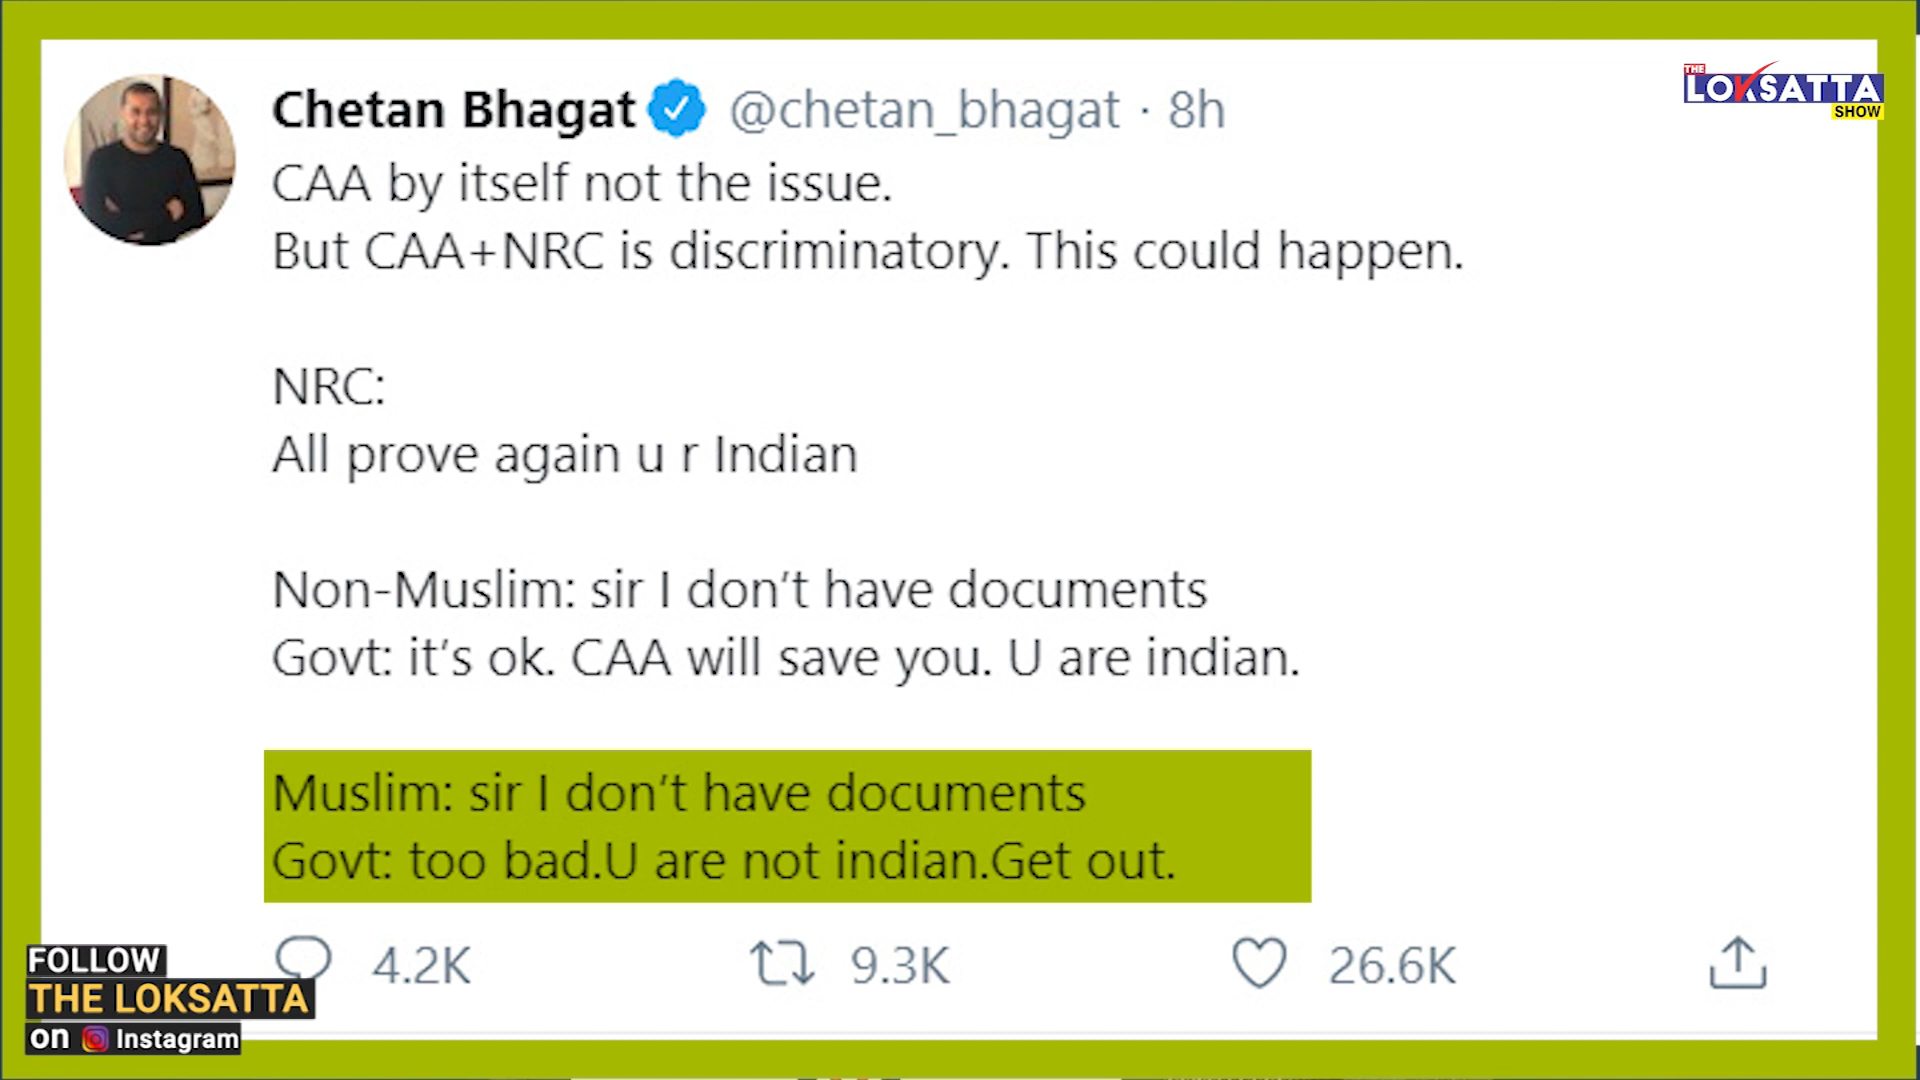 Chetan Bhagat @chetan_bhagat · 8h
THE
LOKSATTA
SHOW
CAA by itself not the issue.
But CAA+NRC is discriminatory. This could happen.
NRC:
All prove again u r Indian
Non-Muslim: sir I don’t have documents
Govt: it’s ok. CAA will save you. U are indian.
Muslim: sir I don’t have documents
Govt: too bad.U are not indian.Get out.
4.2K 9.3K 26.6K
FOLLOW
THE LOKSATTA
on Instagram